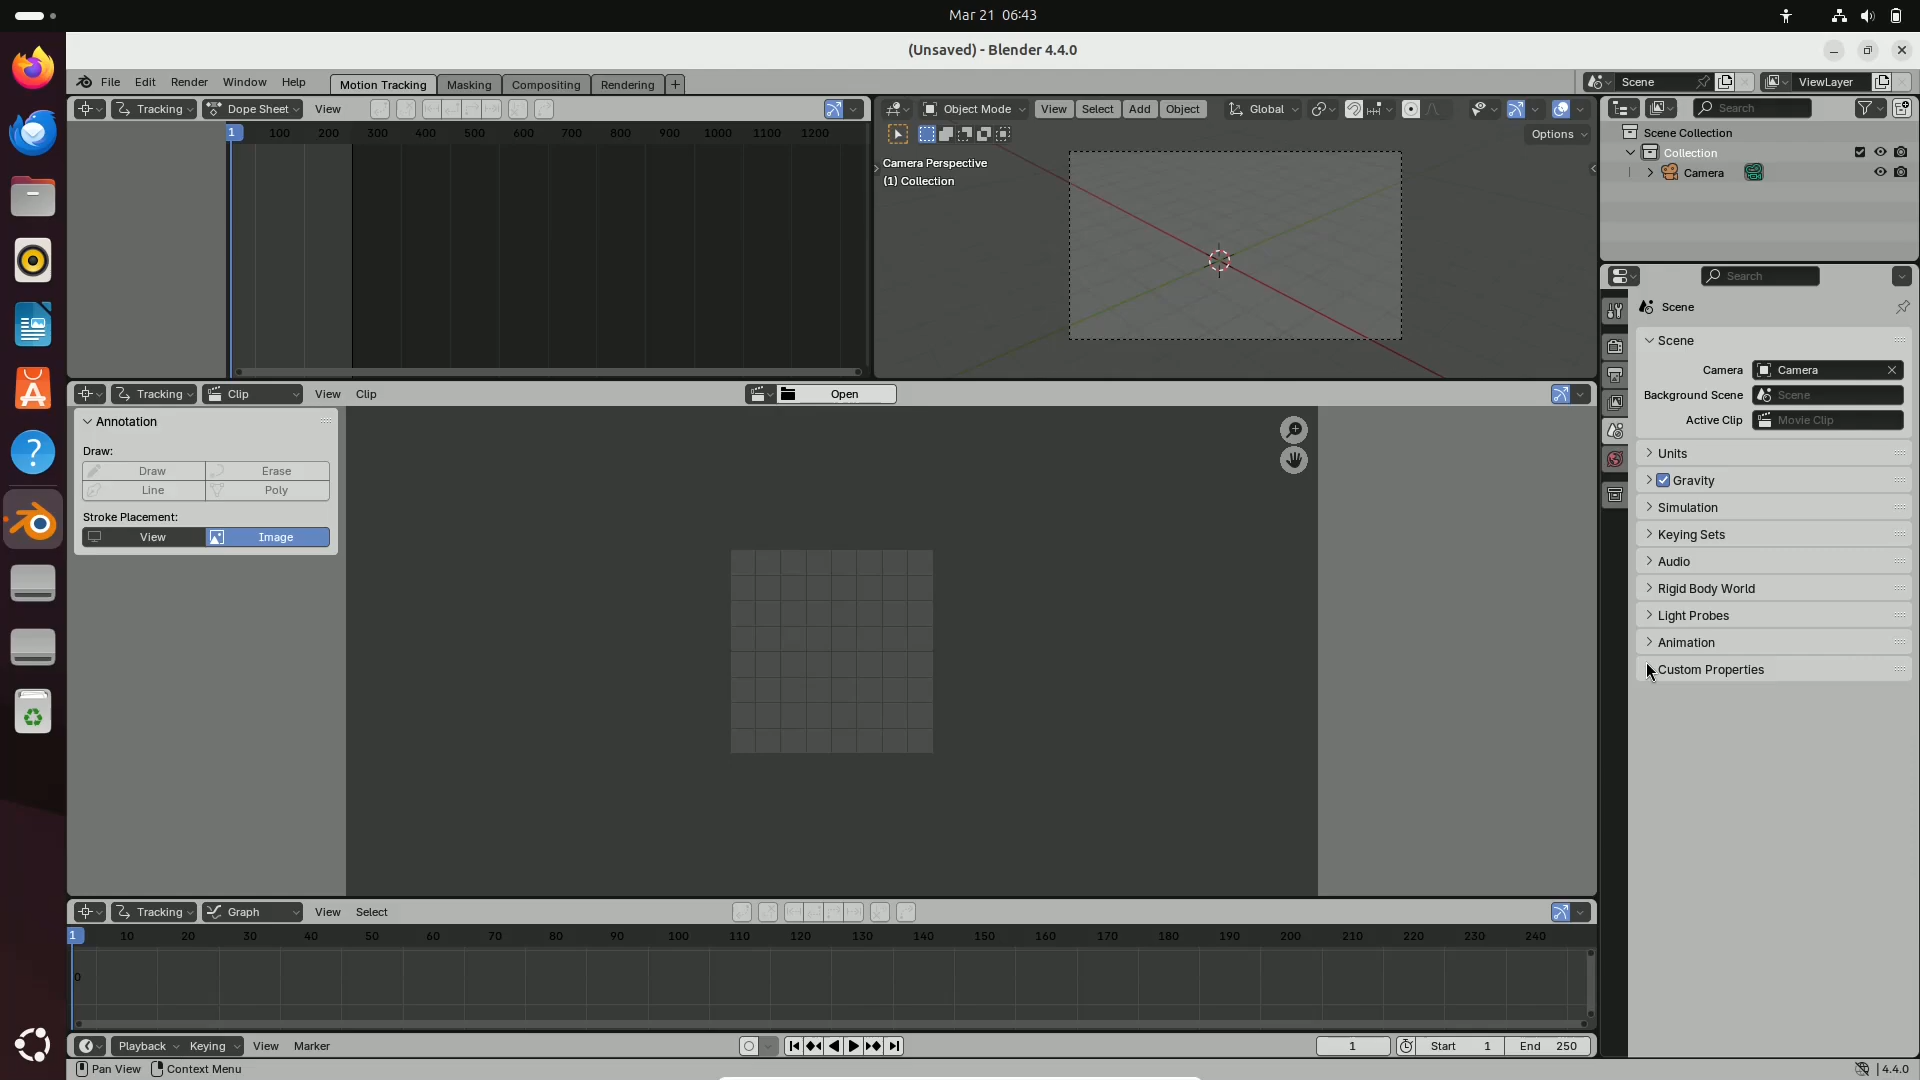 Mar 21 06:43
(Unsaved) - Blender 4.4.0
File Edit Render Window Help Motion Tracking Masking Compositing Rendering + Scene ViewLayer
Tracking Dope Sheet View
1 100 200 300 400 500 600 700 800 900 1000 1100 1200
Object Mode View Select Add Object Global
Options
Camera Perspective
(1) Collection
Search
Scene Collection
Collection
Camera
Search
Scene
Scene
Camera Camera
Background Scene Scene
Active Clip Movie Clip
Units
Gravity
Simulation
Keying Sets
Audio
Rigid Body World
Light Probes
Animation
Custom Properties
Tracking Clip View Clip Open
Annotation
Draw:
Draw Erase
Line Poly
Stroke Placement:
View Image
Tracking Graph View Select
1 10 20 30 40 50 60 70 80 90 100 110 120 130 140 150 160 170 180 190 200 210 220 230 240
0
Playback Keying View Marker 1 Start 1 End 250
Pan View Context Menu 4.4.0